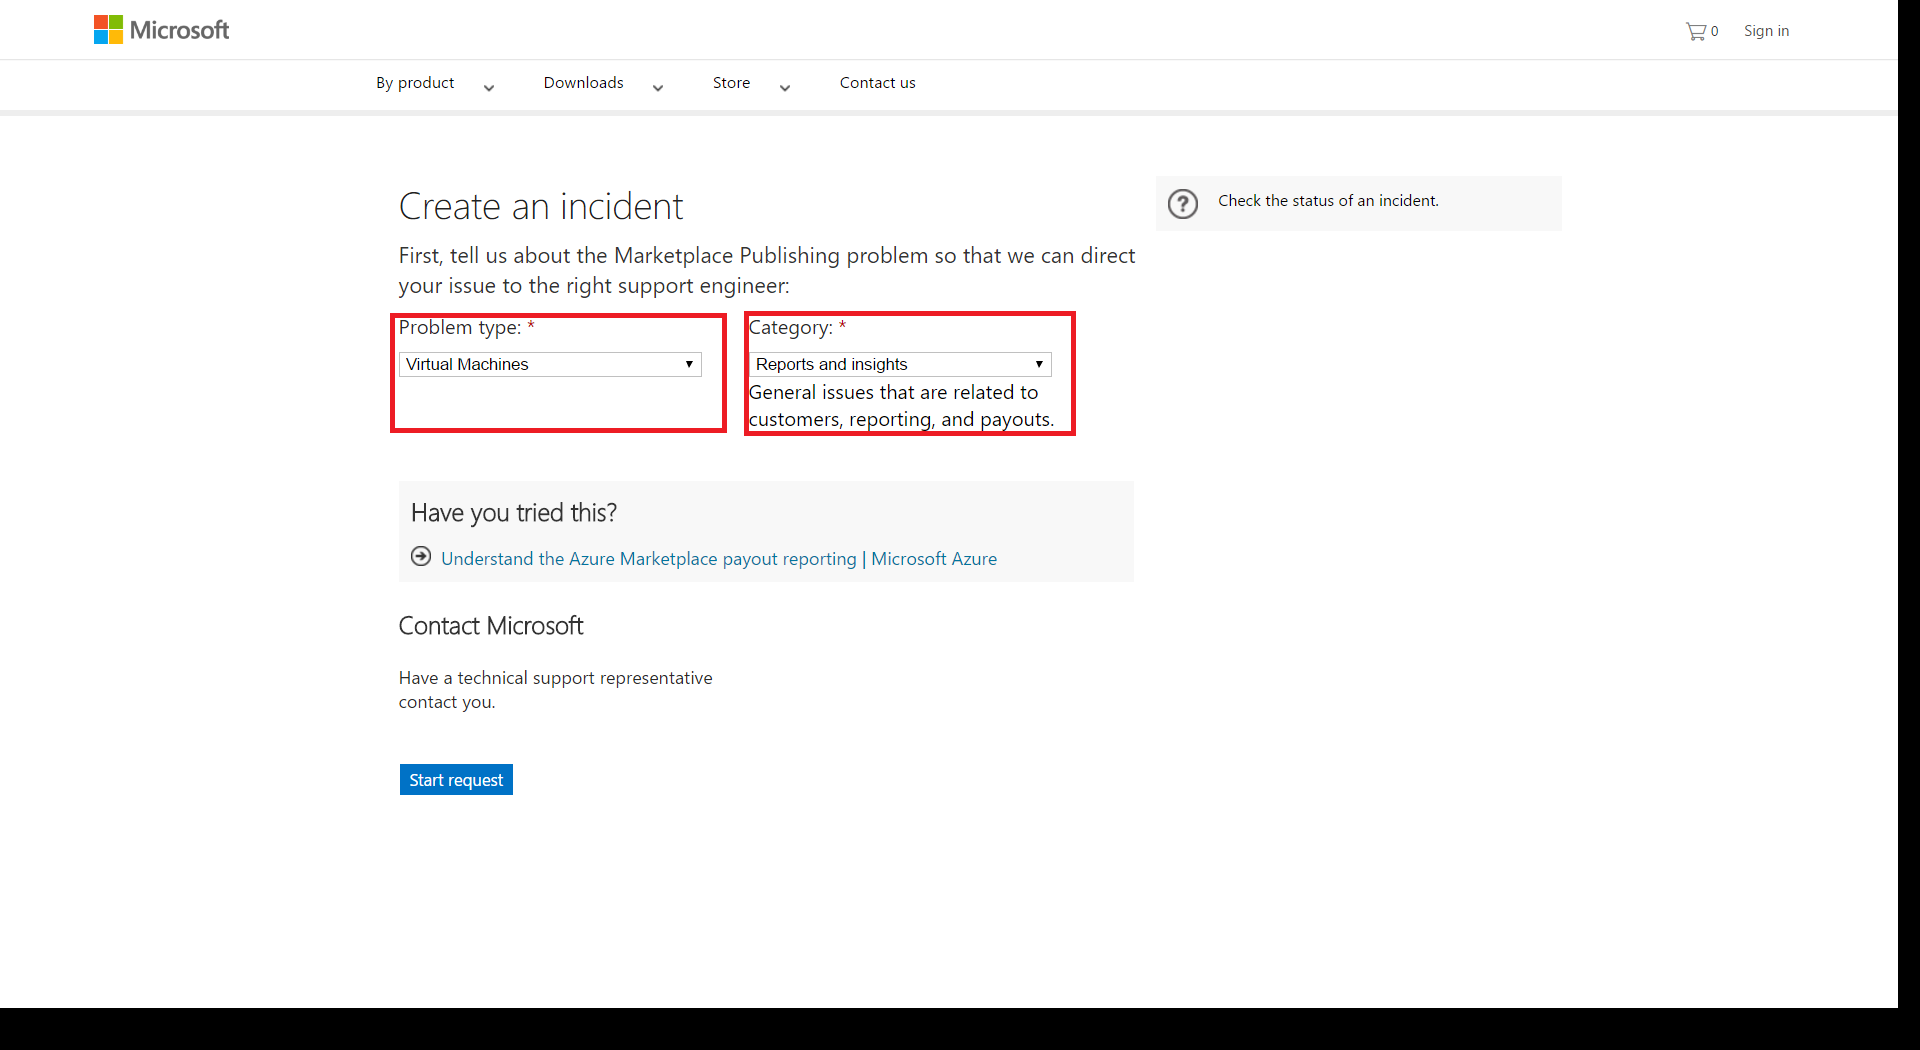 Microsoft
0 Sign in
By product Downloads Store Contact us
Create an incident
First, tell us about the Marketplace Publishing problem so that we can direct
your issue to the right support engineer:
Problem type: *
Virtual Machines
Category: *
Reports and insights
General issues that are related to
customers, reporting, and payouts.
Have you tried this?
Understand the Azure Marketplace payout reporting | Microsoft Azure
Contact Microsoft
Have a technical support representative
contact you.
Start request
? Check the status of an incident.